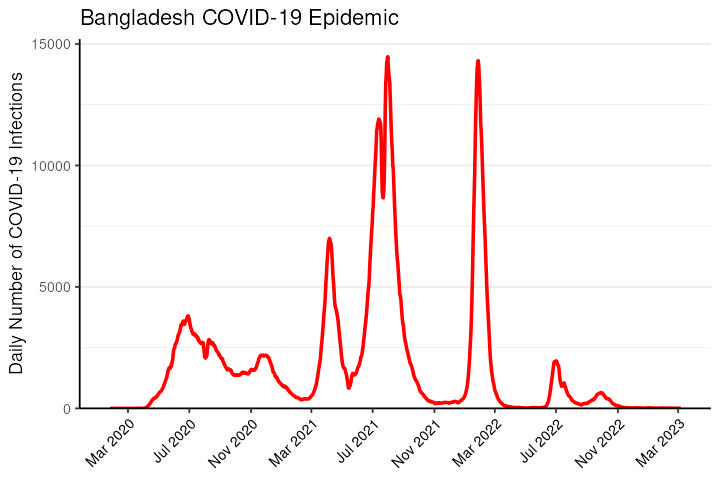 Bangladesh COVID-19 Epidemic
Daily Number of COVID-19 Infections
15000
10000
5000
0
Mar 2020
Jul 2020
Nov 2020
Mar 2021
Jul 2021
Nov 2021
Mar 2022
Jul 2022
Nov 2022
Mar 2023